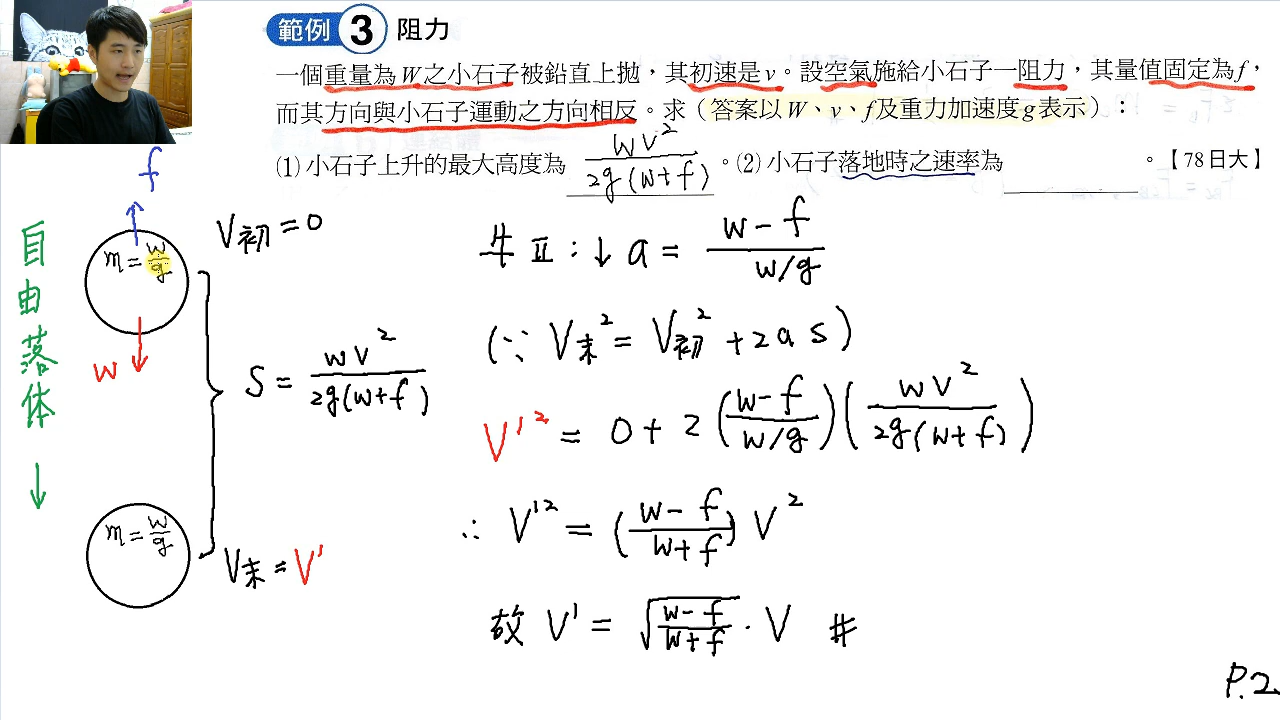 範例 3 阻力
一個重量為W之小石子被鉛直上拋,其初速是v。設空氣施給小石子一阻力,其量值固定為f,
而其方向與小石子運動之方向相反。求(答案以W、v、f及重力加速度g表示):
(1)小石子上升的最大高度為 WV²/2g(W+f)。(2)小石子落地時之速率為 。【78日大】
f
m=W/g
W
自由落體 ↓
V初=0
S=WV²/2g(W+f)
m=W/g
V末=V'
牛Ⅱ:↓a=W-f/W/g
(∵V末²=V初²+2as)
V'²=0+2(W-f/W/g)(WV²/2g(W+f))
∴V'²=(W-f/W+f)V²
故V'=√W-f/W+f·V #
P.2